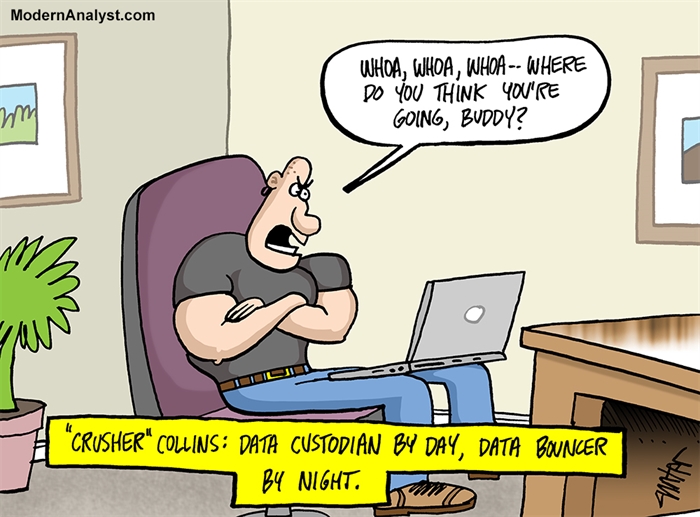 ModernAnalyst.com
WHOA, WHOA, WHOA-- WHERE
DO YOU THINK YOU'RE
GOING, BUDDY?
"CRUSHER" COLLINS: DATA CUSTODIAN BY DAY, DATA BOUNCER
BY NIGHT.